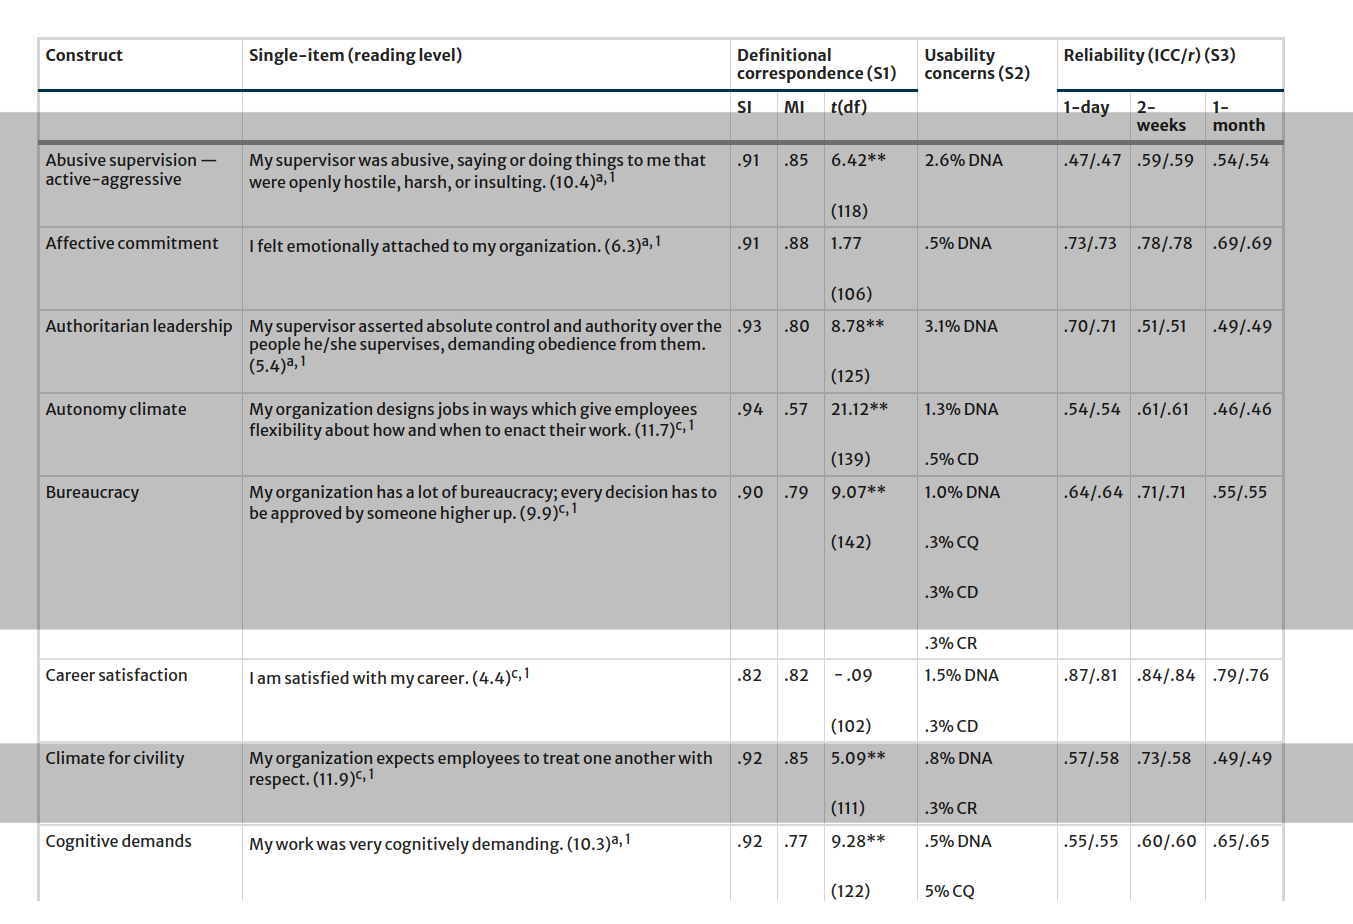 Construct Single-item (reading level) Definitional correspondence (S1) Usability concerns (S2) Reliability (ICC/r) (S3)
SI MI t(df) 1-day 2-weeks 1-month
Abusive supervision — My supervisor was abusive, saying or doing things to me that .91 .85 6.42** 2.6% DNA .47/.47 .59/.59 .54/.54
active-aggressive were openly hostile, harsh, or insulting. (10.4)a, 1
(118)
Affective commitment I felt emotionally attached to my organization. (6.3)a, 1 .91 .88 1.77 .5% DNA .73/.73 .78/.78 .69/.69
(106)
Authoritarian leadership My supervisor asserted absolute control and authority over the .93 .80 8.78** 3.1% DNA .70/.71 .51/.51 .49/.49
people he/she supervises, demanding obedience from them.
(5.4)a, 1
(125)
Autonomy climate My organization designs jobs in ways which give employees .94 .57 21.12** 1.3% DNA .54/.54 .61/.61 .46/.46
flexibility about how and when to enact their work. (11.7)c, 1
(139) .5% CD
Bureaucracy My organization has a lot of bureaucracy; every decision has to .90 .79 9.07** 1.0% DNA .64/.64 .71/.71 .55/.55
be approved by someone higher up. (9.9)c, 1
(142) .3% CQ
.3% CD
.3% CR
Career satisfaction I am satisfied with my career. (4.4)c, 1 .82 .82 - .09 1.5% DNA .87/.81 .84/.84 .79/.76
(102) .3% CD
Climate for civility My organization expects employees to treat one another with .92 .85 5.09** .8% DNA .57/.58 .73/.58 .49/.49
respect. (11.9)c, 1
(111) .3% CR
Cognitive demands My work was very cognitively demanding. (10.3)a, 1 .92 .77 9.28** .5% DNA .55/.55 .60/.60 .65/.65
(122) 5% CQ